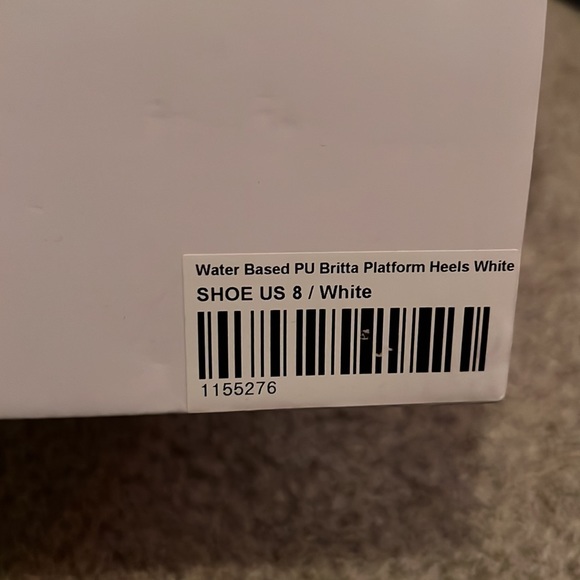 Water Based PU Britta Platform Heels White
SHOE US 8 / White
1155276